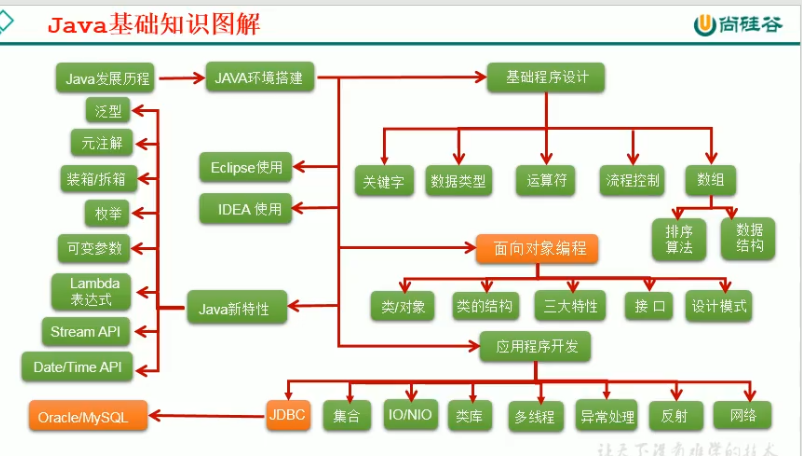 Java基础知识图解
尚硅谷
Java发展历程
JAVA环境搭建
基础程序设计
泛型
元注解
装箱/拆箱
枚举
可变参数
Lambda
表达式
Stream API
Date/Time API
Eclipse使用
IDEA 使用
Java新特性
关键字
数据类型
运算符
流程控制
数组
排序
算法
数据
结构
面向对象编程
类/对象
类的结构
三大特性
接 口
设计模式
应用程序开发
Oracle/MySQL
JDBC
集合
IO/NIO
类库
多线程
异常处理
反射
网络
让天下没有难学的技术